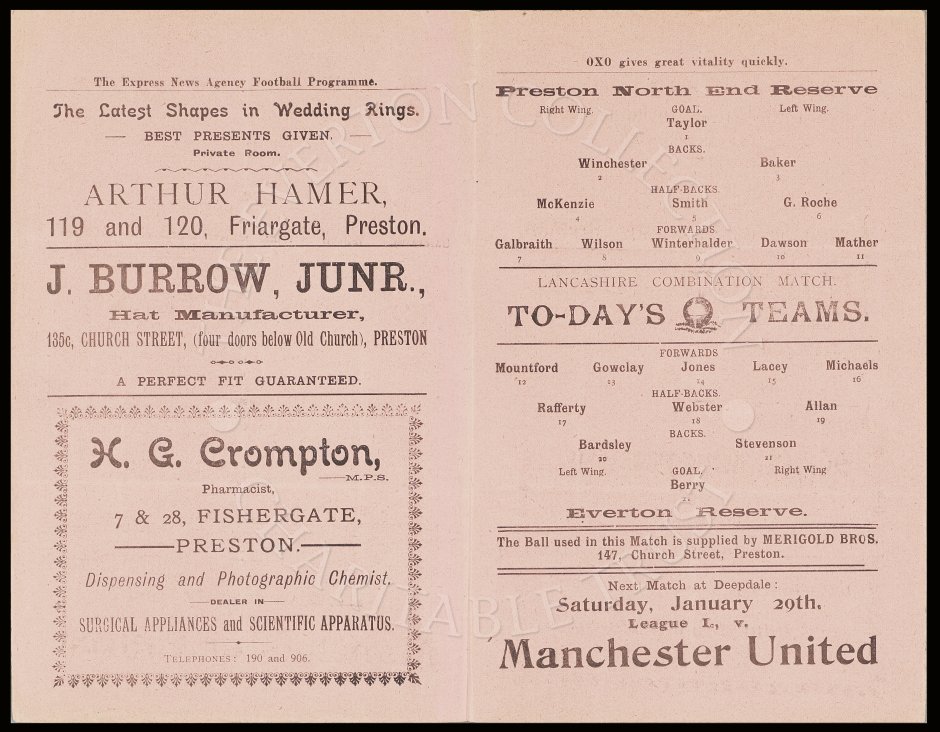 The Express News Agency Football Programme.
The Latest Shapes in Wedding Rings.
BEST PRESENTS GIVEN.
Private Room.
ARTHUR HAMER,
119 and 120, Friargate, Preston.
J. BURROW, JUNR.,
Hat Manufacturer,
135c, CHURCH STREET, (four doors below Old Church), PRESTON
A PERFECT FIT GUARANTEED.
H. G. Crompton,
M.P.S.
Pharmacist,
7 & 28, FISHERGATE,
PRESTON.
Dispensing and Photographic Chemist,
DEALER IN
SURGICAL APPLIANCES and SCIENTIFIC APPARATUS.
TELEPHONES: 190 and 906.
OXO gives great vitality quickly.
Preston North End Reserve
Right Wing. GOAL. Left Wing.
Taylor
1
BACKS.
Winchester Baker
2 3
HALF-BACKS.
McKenzie Smith G. Roche
4 5 6
FORWARDS.
Galbraith Wilson Winterhalder Dawson Mather
7 8 9 10 11
LANCASHIRE COMBINATION MATCH.
TO-DAY'S TEAMS.
FORWARDS
Mountford Gowclay Jones Lacey Michaels
12 13 14 15 16
HALF-BACKS.
Rafferty Webster Allan
17 18 19
BACKS.
Bardsley Stevenson
20 21
Left Wing. GOAL. Right Wing
Berry
Everton Reserve.
The Ball used in this Match is supplied by MERIGOLD BROS.
147, Church Street, Preston.
Next Match at Deepdale:
Saturday, January 29th.
League I., v.
Manchester United
EVERTON COLLECTION
CHARITABLE TRUST